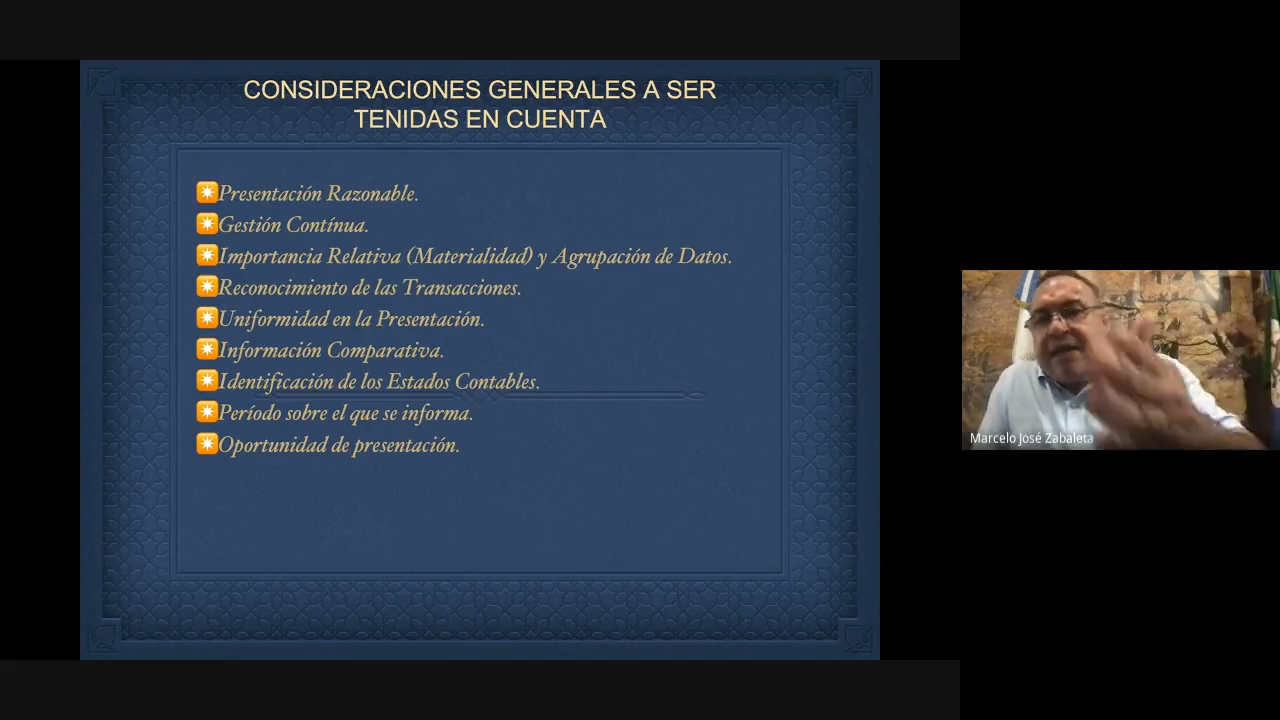 CONSIDERACIONES GENERALES A SER
TENIDAS EN CUENTA
Presentación Razonable.
Gestión Contínua.
Importancia Relativa (Materialidad) y Agrupación de Datos.
Reconocimiento de las Transacciones.
Uniformidad en la Presentación.
Información Comparativa.
Identificación de los Estados Contables.
Período sobre el que se informa.
Oportunidad de presentación.
Marcelo José Zabaleta